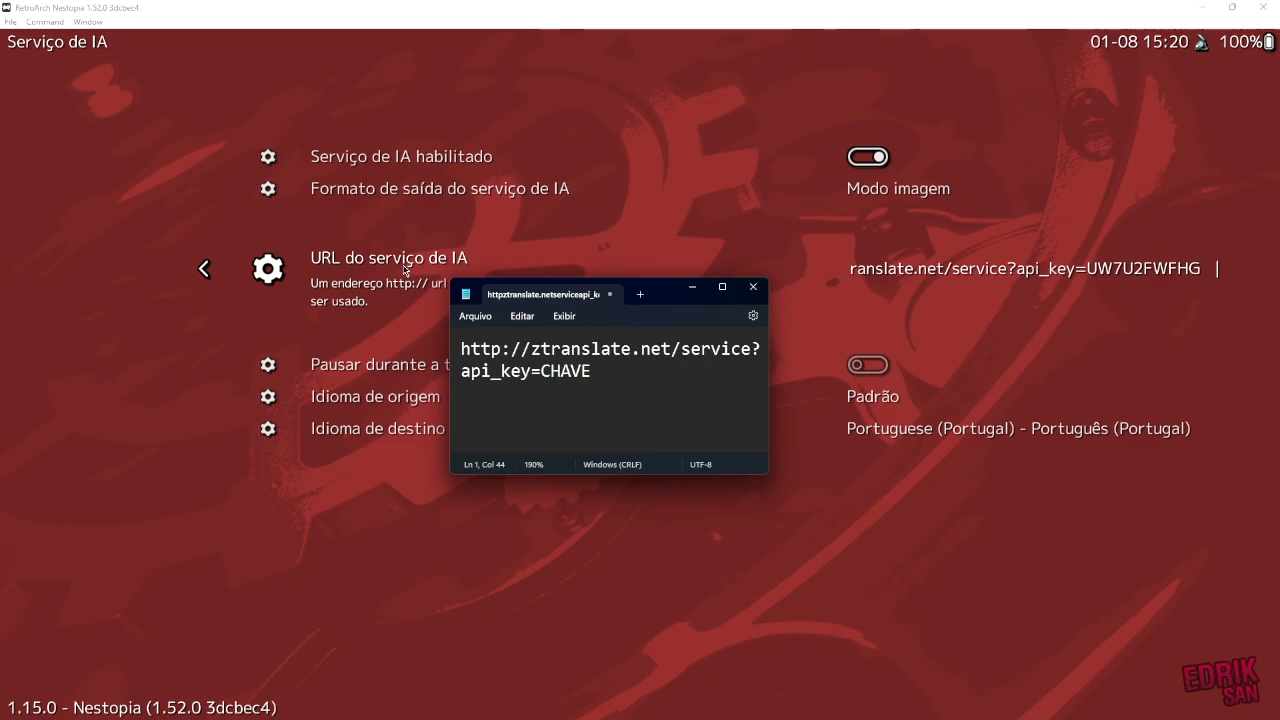 RetroArch Nestopia 1.52.0 3dcbec4
File Command Window
Serviço de IA
01-08 15:20 100%
Serviço de IA habilitado
Formato de saída do serviço de IA
Modo imagem
URL do serviço de IA
Um endereço http:// url
ser usado.
ranslate.net/service?api_key=UW7U2FWFHG |
httpztranslate.netserviceapi_k
Arquivo Editar Exibir
http://ztranslate.net/service?
api_key=CHAVE
Ln 1, Col 44 190% Windows (CRLF) UTF-8
Pausar durante a t
Idioma de origem
Padrão
Idioma de destino
Portuguese (Portugal) - Português (Portugal)
EDRIK
SAN
1.15.0 - Nestopia (1.52.0 3dcbec4)